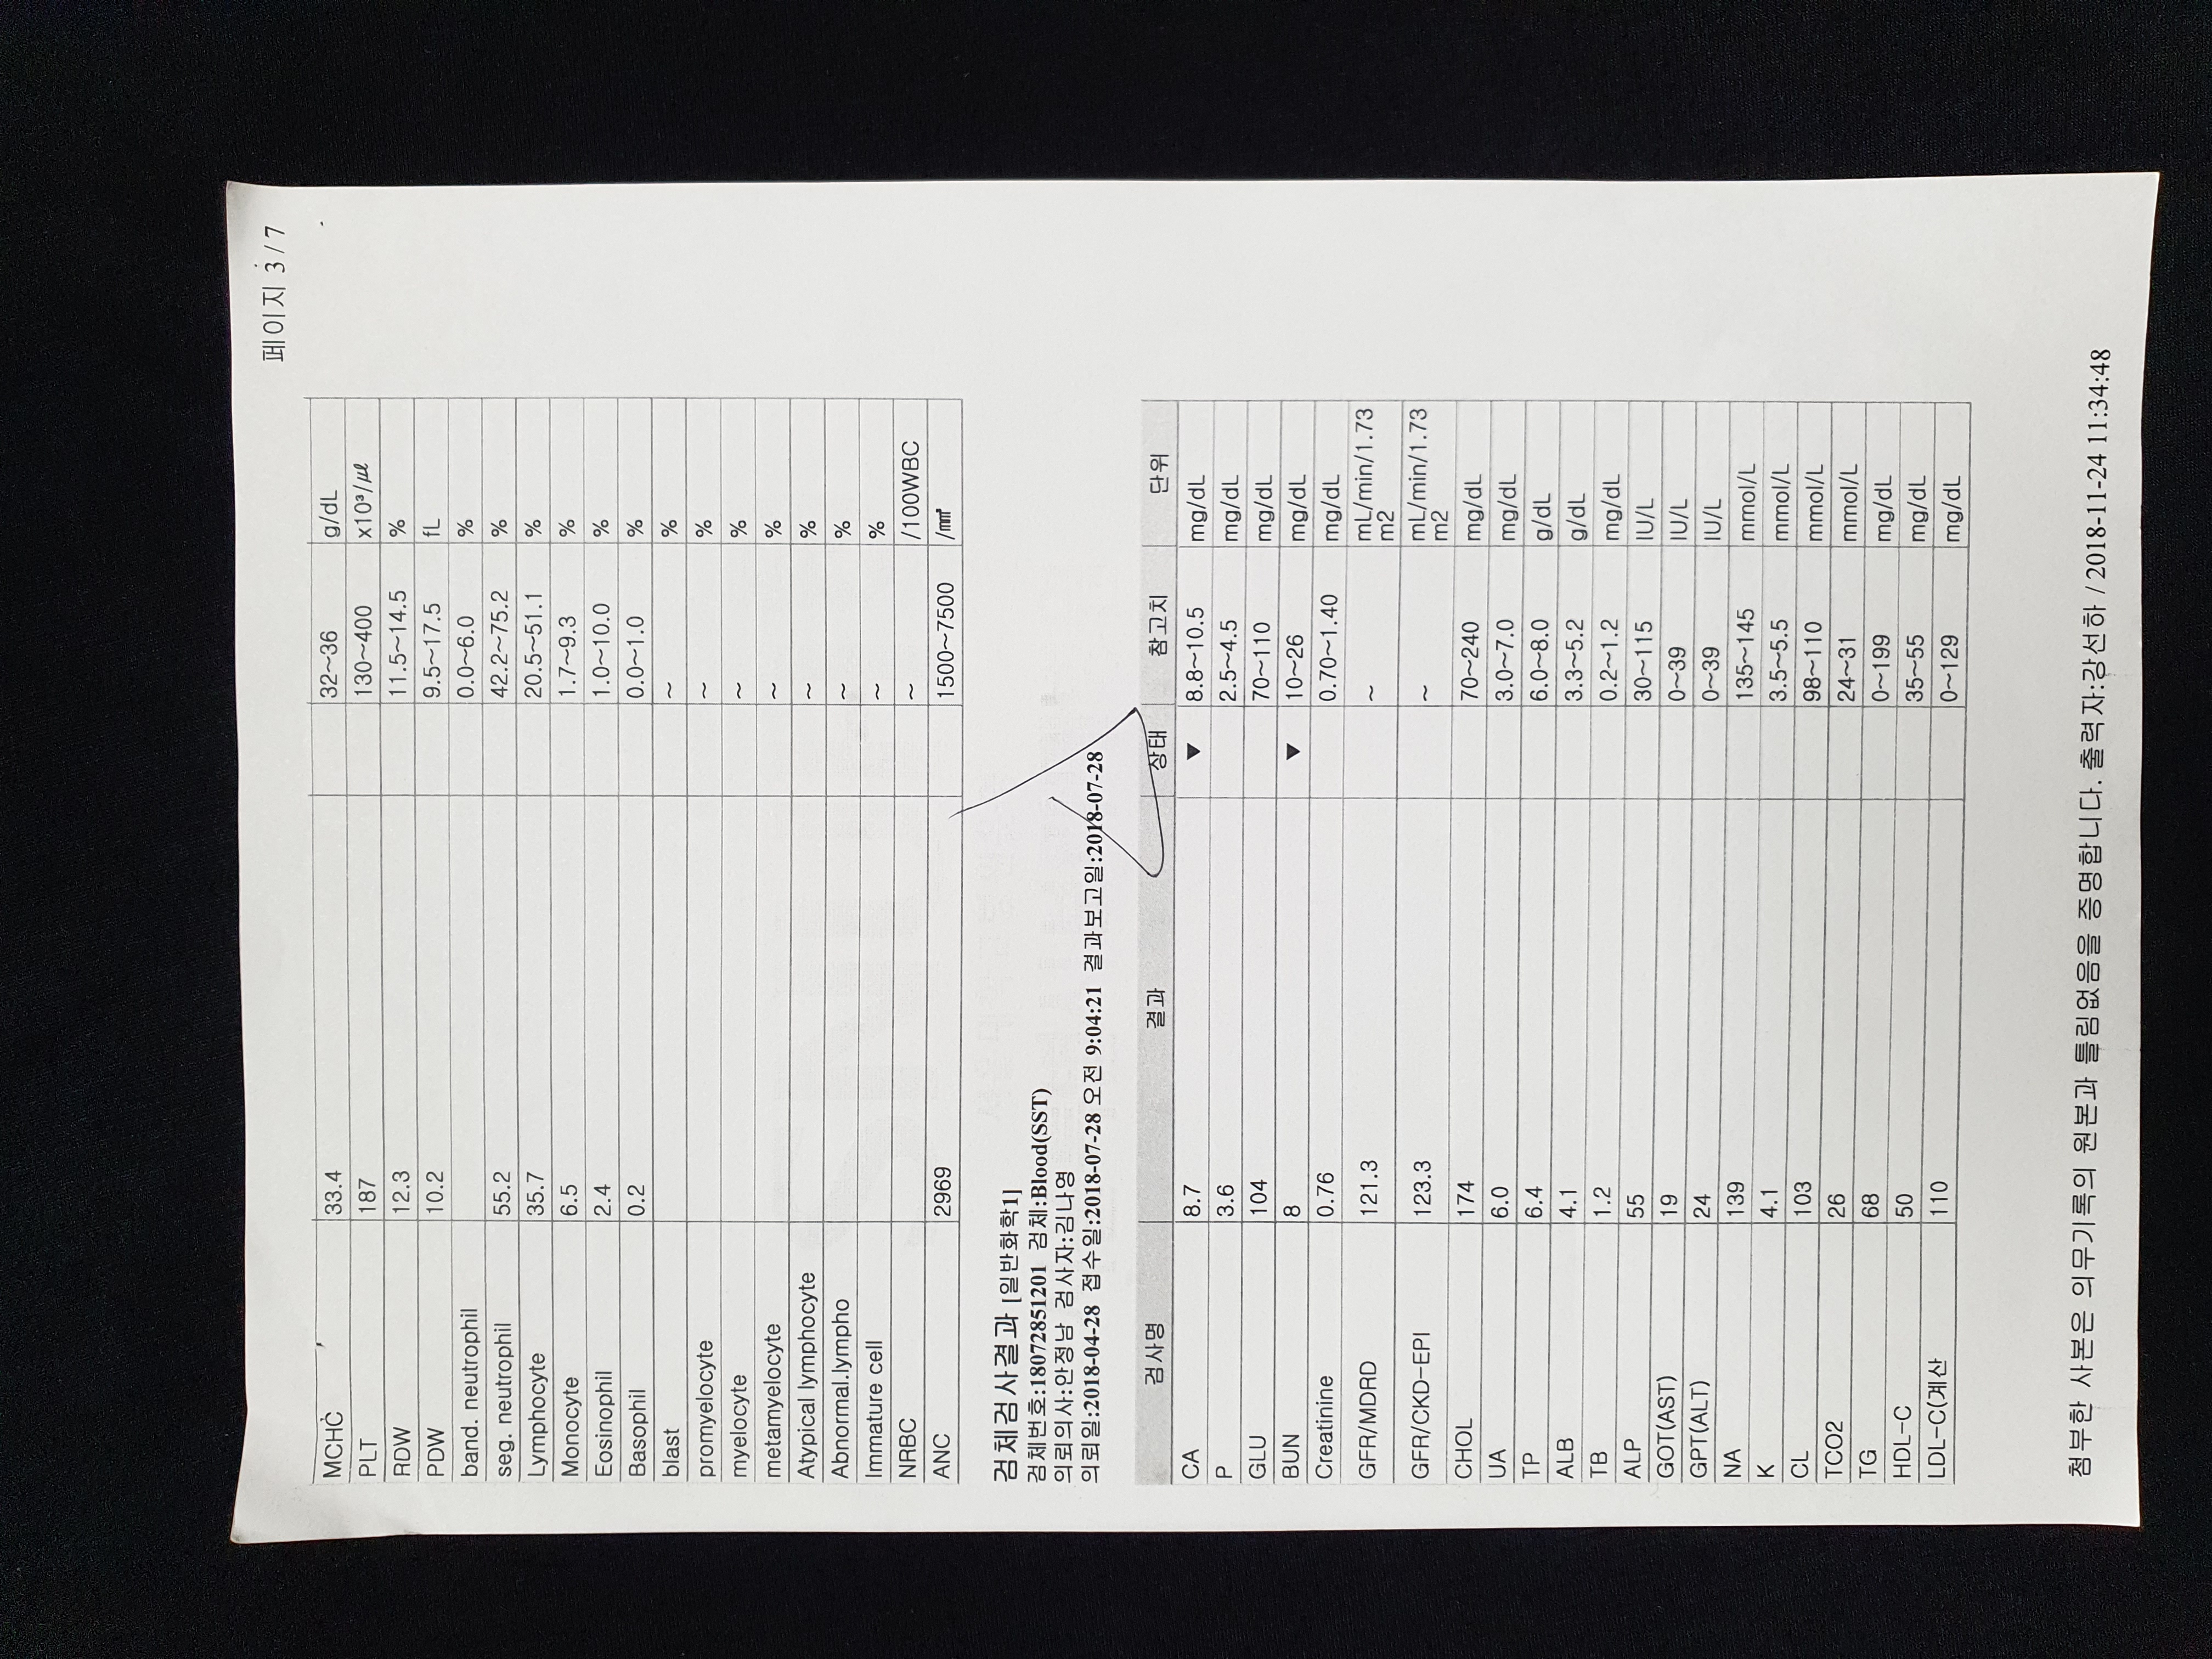 페이지 3 / 7
MCHC 33.4 32~36 g/dL
PLT 187 130~400 x10³/㎕
RDW 12.3 11.5~14.5 %
PDW 10.2 9.5~17.5 fL
band. neutrophil 0.0~6.0 %
seg. neutrophil 55.2 42.2~75.2 %
Lymphocyte 35.7 20.5~51.1 %
Monocyte 6.5 1.7~9.3 %
Eosinophil 2.4 1.0~10.0 %
Basophil 0.2 0.0~1.0 %
blast ~ %
promyelocyte ~ %
myelocyte ~ %
metamyelocyte ~ %
Atypical lymphocyte ~ %
Abnormal.lympho ~ %
Immature cell ~ %
NRBC ~ /100WBC
ANC 2969 1500~7500 /㎣
검체검사결과 [일반화학1]
검체번호:18072851201 검체:Blood(SST)
의뢰의사:안정남 검사자:김나영
의뢰일:2018-04-28 접수일:2018-07-28 오전 9:04:21 결과보고일:2018-07-28
검사명 결과 상태 참고치 단위
CA 8.7 ▼ 8.8~10.5 mg/dL
P 3.6 2.5~4.5 mg/dL
GLU 104 70~110 mg/dL
BUN 8 ▼ 10~26 mg/dL
Creatinine 0.76 0.70~1.40 mg/dL
GFR/MDRD 121.3 ~ mL/min/1.73
m2
GFR/CKD-EPI 123.3 ~ mL/min/1.73
m2
CHOL 174 70~240 mg/dL
UA 6.0 3.0~7.0 mg/dL
TP 6.4 6.0~8.0 g/dL
ALB 4.1 3.3~5.2 g/dL
TB 1.2 0.2~1.2 mg/dL
ALP 55 30~115 IU/L
GOT(AST) 19 0~39 IU/L
GPT(ALT) 24 0~39 IU/L
NA 139 135~145 mmol/L
K 4.1 3.5~5.5 mmol/L
CL 103 98~110 mmol/L
TCO2 26 24~31 mmol/L
TG 68 0~199 mg/dL
HDL-C 50 35~55 mg/dL
LDL-C(계산 110 0~129 mg/dL
첨부한 사본은 의무기록의 원본과 틀림없음을 증명합니다. 출력자:강선하 / 2018-11-24 11:34:48